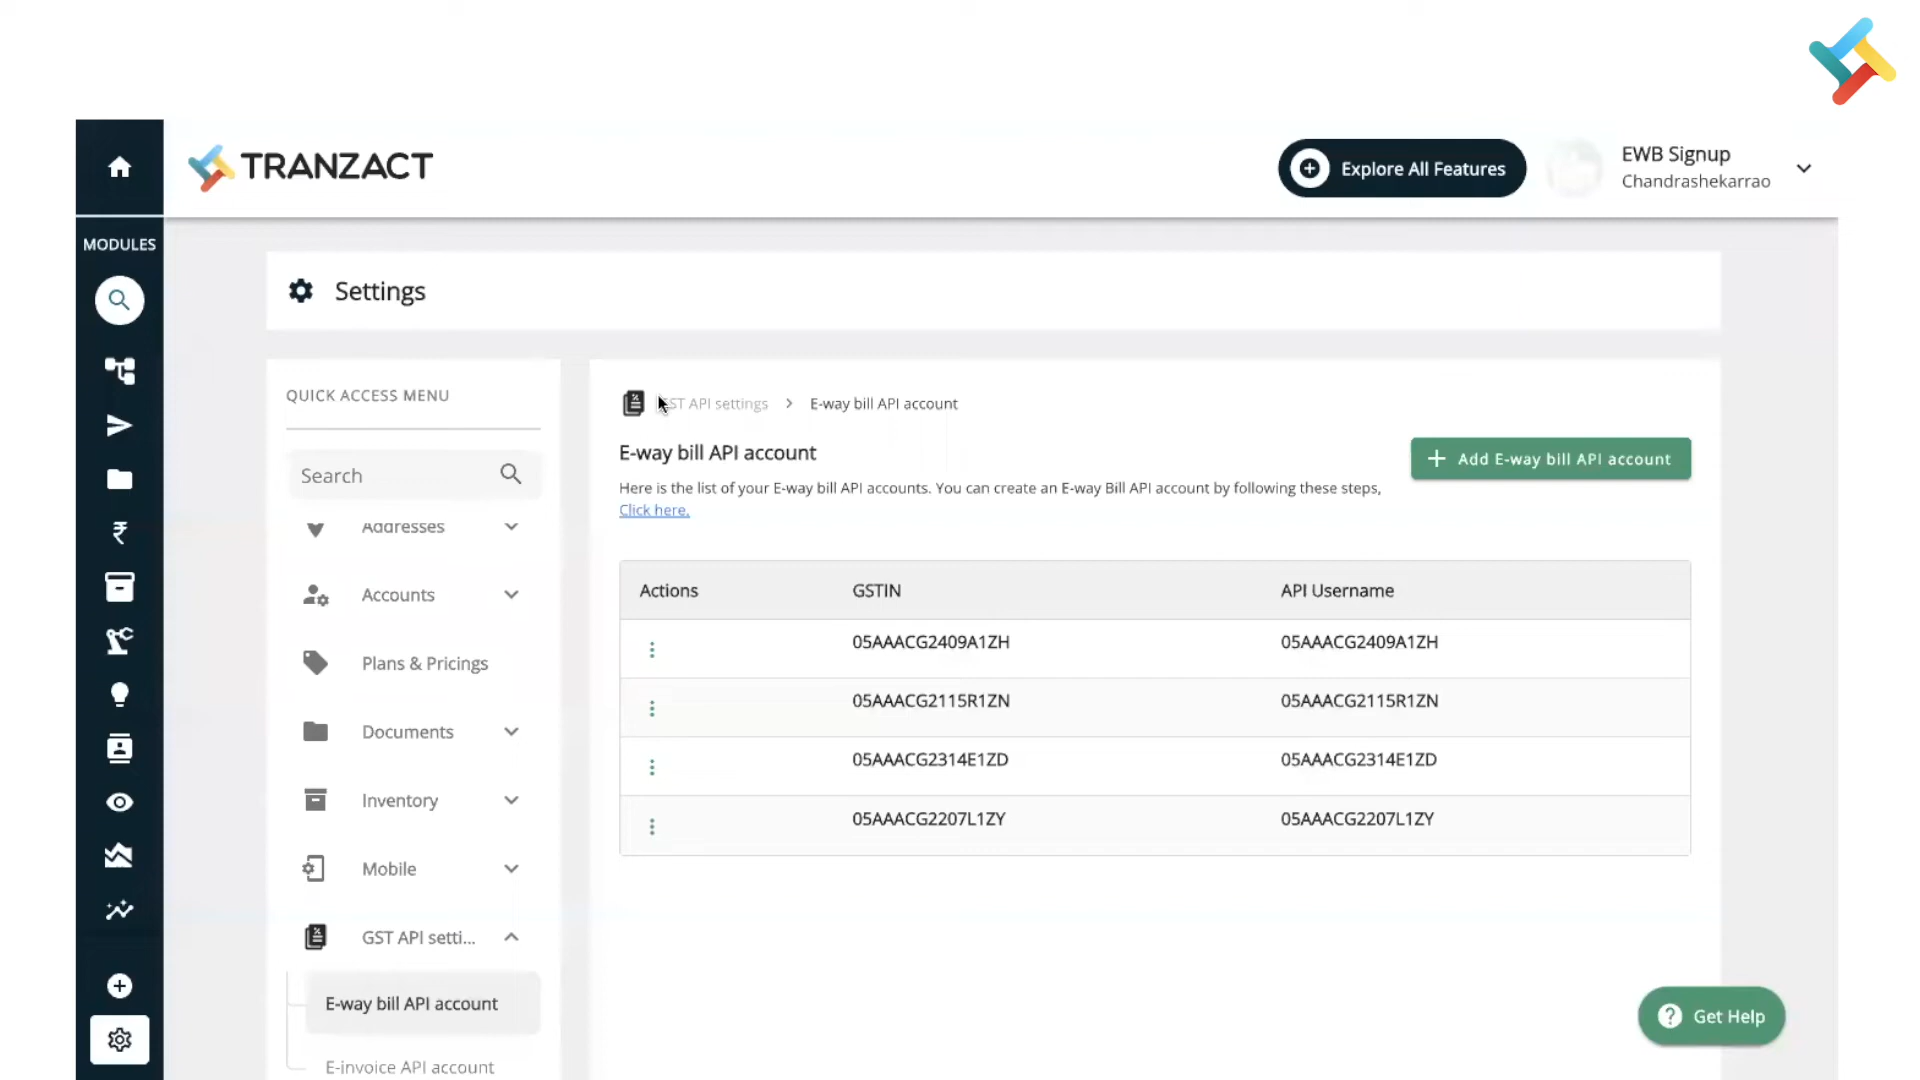 TRANZACT
Explore All Features
EWB Signup
Chandrashekarrao
MODULES
Settings
QUICK ACCESS MENU
Search
Addresses
Accounts
Plans & Pricings
Documents
Inventory
Mobile
GST API setti...
E-way bill API account
E-invoice API account
ST API settings > E-way bill API account
E-way bill API account
+ Add E-way bill API account
Here is the list of your E-way bill API accounts. You can create an E-way Bill API account by following these steps,
Click here.
Actions GSTIN API Username
05AAACG2409A1ZH 05AAACG2409A1ZH
05AAACG2115R1ZN 05AAACG2115R1ZN
05AAACG2314E1ZD 05AAACG2314E1ZD
05AAACG2207L1ZY 05AAACG2207L1ZY
? Get Help